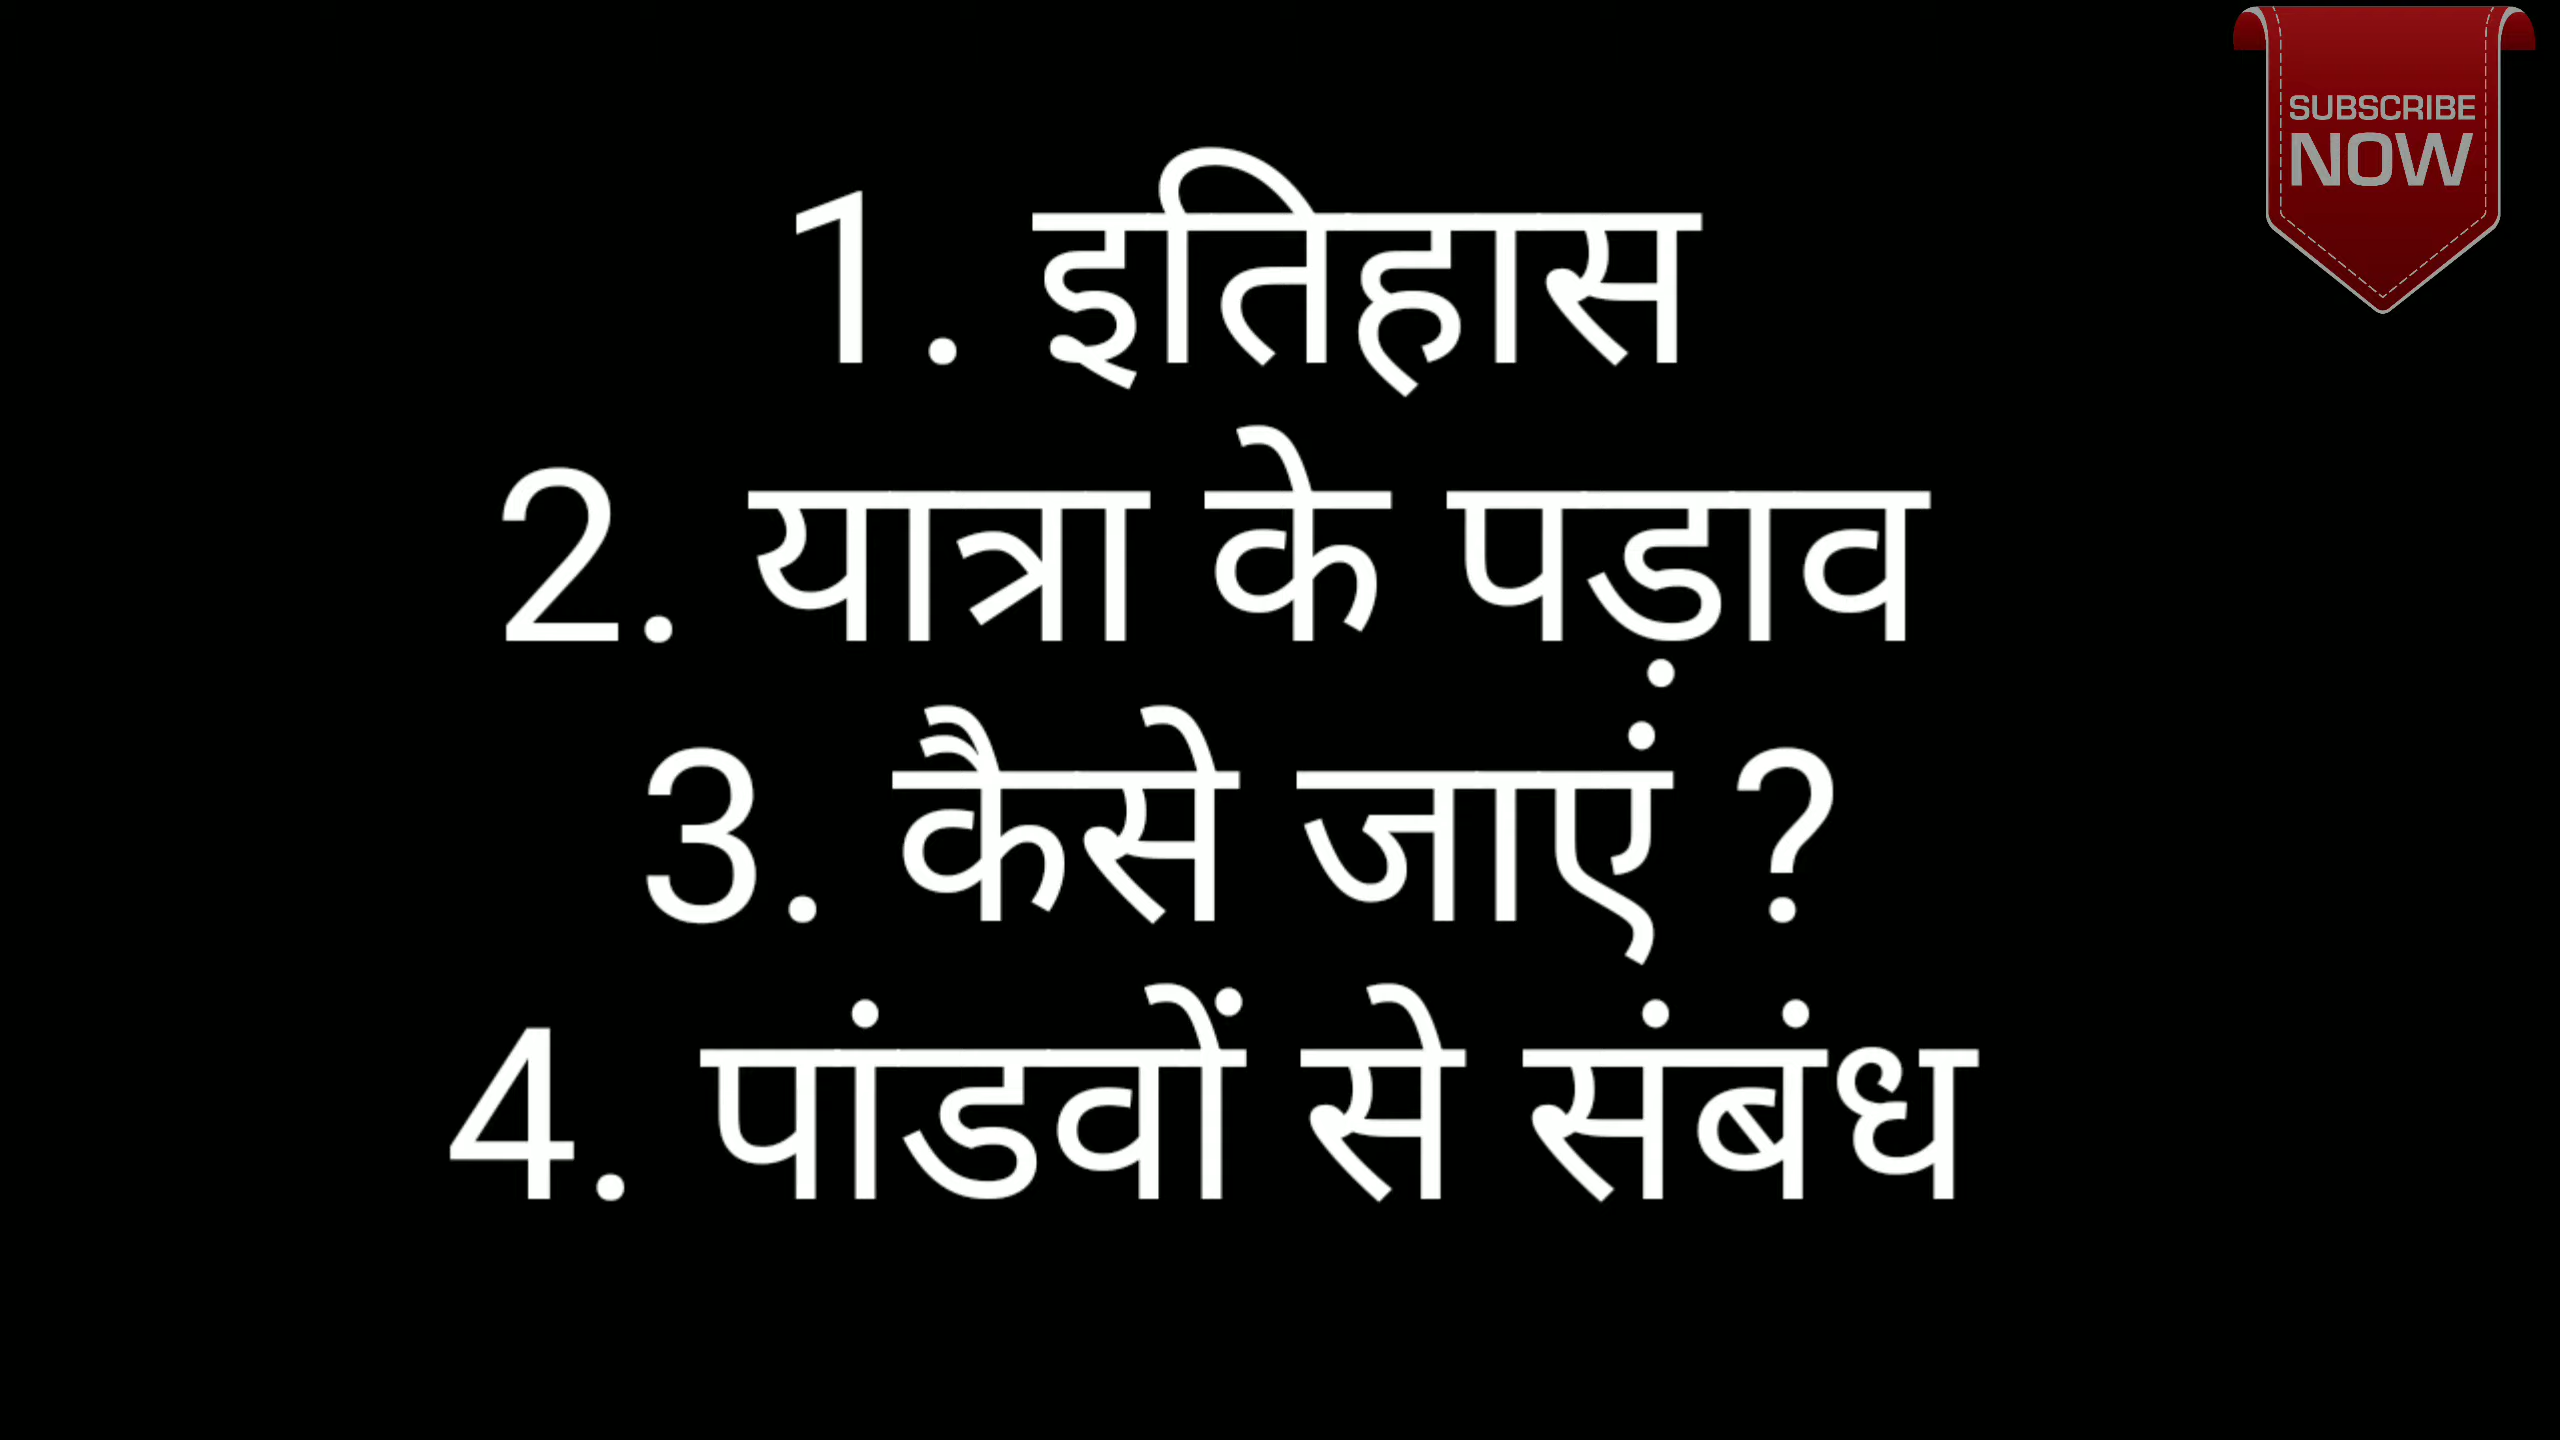 SUBSCRIBE
NOW
1. इतिहास
2. यात्रा के पड़ाव
3. कैसे जाएं ?
4. पांडवों से संबंध